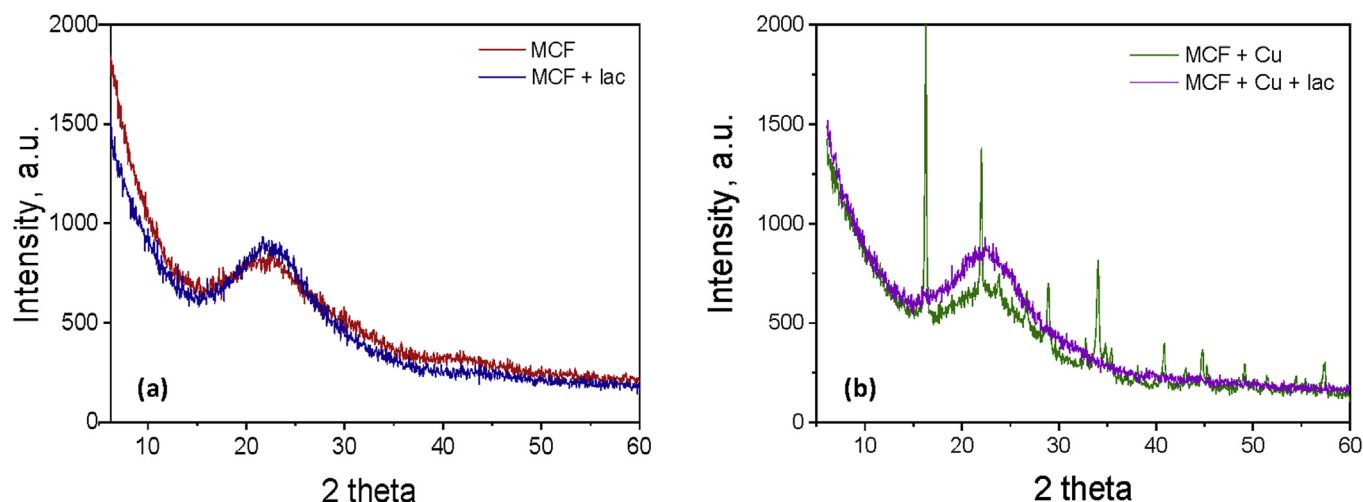 2000
1500
1000
500
0
Intensity, a.u.
MCF
MCF + lac
(a)
10 20 30 40 50 60
2 theta
2000
1500
1000
500
0
Intensity, a.u.
MCF + Cu
MCF + Cu + lac
(b)
10 20 30 40 50 60
2 theta